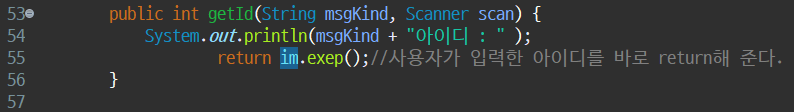 53 public int getId(String msgKind, Scanner scan) {
54 System.out.println(msgKind + "아이디 : " );
55 return im.exep();//사용자가 입력한 아이디를 바로 return해 준다.
56 }
57